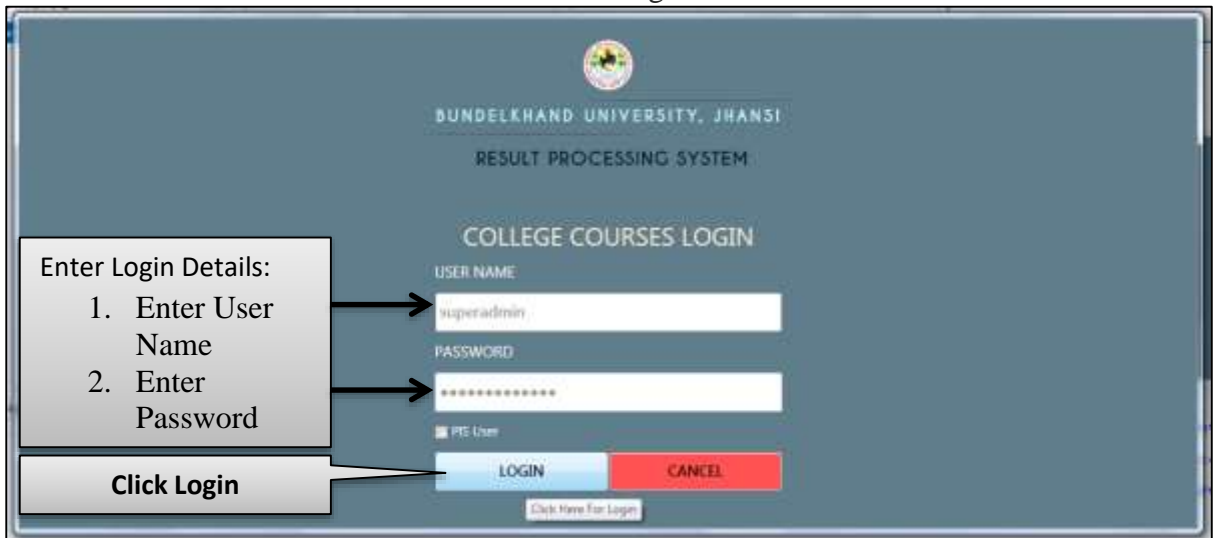 BUNDELKHAND UNIVERSITY, JHANSI
RESULT PROCESSING SYSTEM
COLLEGE COURSES LOGIN
Enter Login Details:
1. Enter User
Name
2. Enter
Password
USER NAME
superadmin
PASSWORD
•••••••••••••
PIS User
LOGIN
CANCEL
Click Login
Click Here For Login